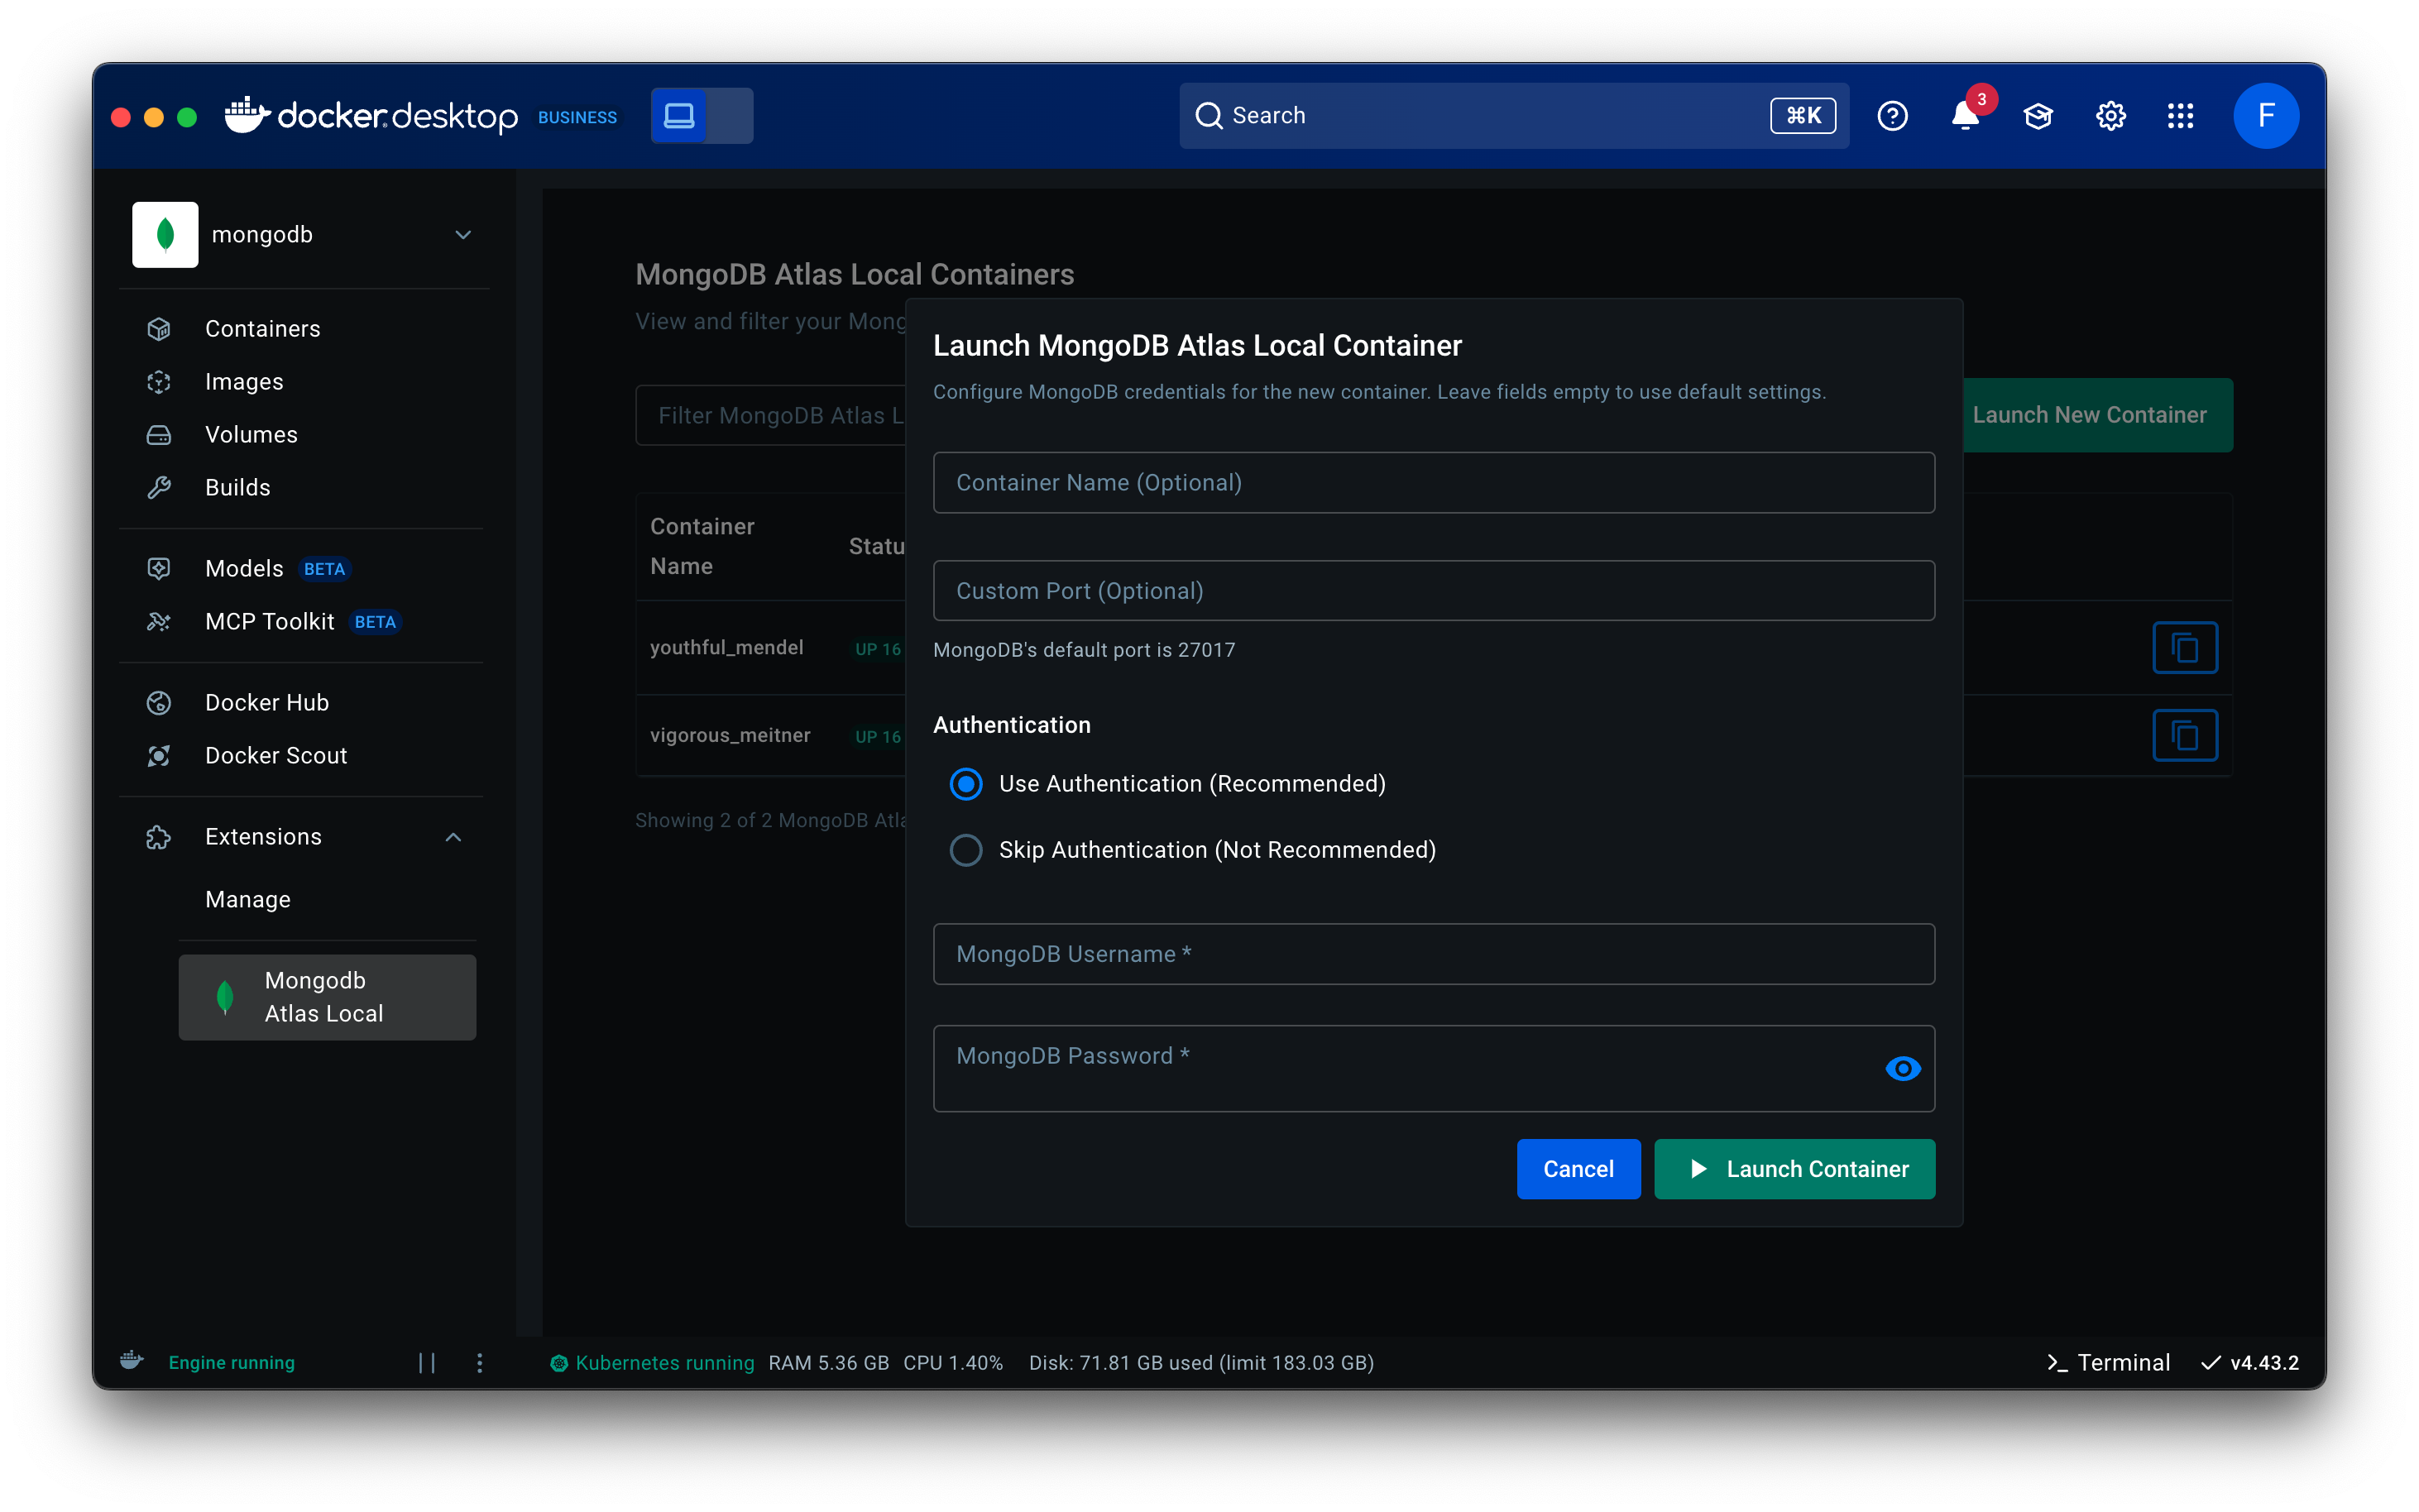 docker desktop BUSINESS
Search ⌘K
3
F
mongodb
Containers
Images
Volumes
Builds
Models BETA
MCP Toolkit BETA
Docker Hub
Docker Scout
Extensions
Manage
Mongodb
Atlas Local
MongoDB Atlas Local Containers
View and filter your Mong
Filter MongoDB Atlas L
Launch New Container
Container
Name
Statu
youthful_mendel UP 16
vigorous_meitner UP 16
Showing 2 of 2 MongoDB Atla
Launch MongoDB Atlas Local Container
Configure MongoDB credentials for the new container. Leave fields empty to use default settings.
Container Name (Optional)
Custom Port (Optional)
MongoDB's default port is 27017
Authentication
Use Authentication (Recommended)
Skip Authentication (Not Recommended)
MongoDB Username *
MongoDB Password *
Cancel
Launch Container
Engine running
Kubernetes running RAM 5.36 GB CPU 1.40% Disk: 71.81 GB used (limit 183.03 GB)
Terminal v4.43.2